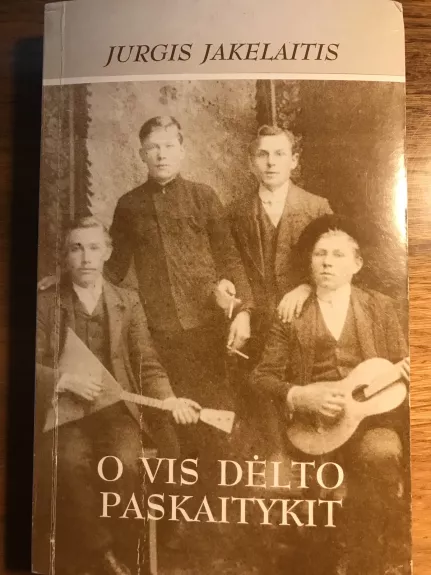 JURGIS JAKELAITIS
O VIS DĖLTO
PASKAITYKIT